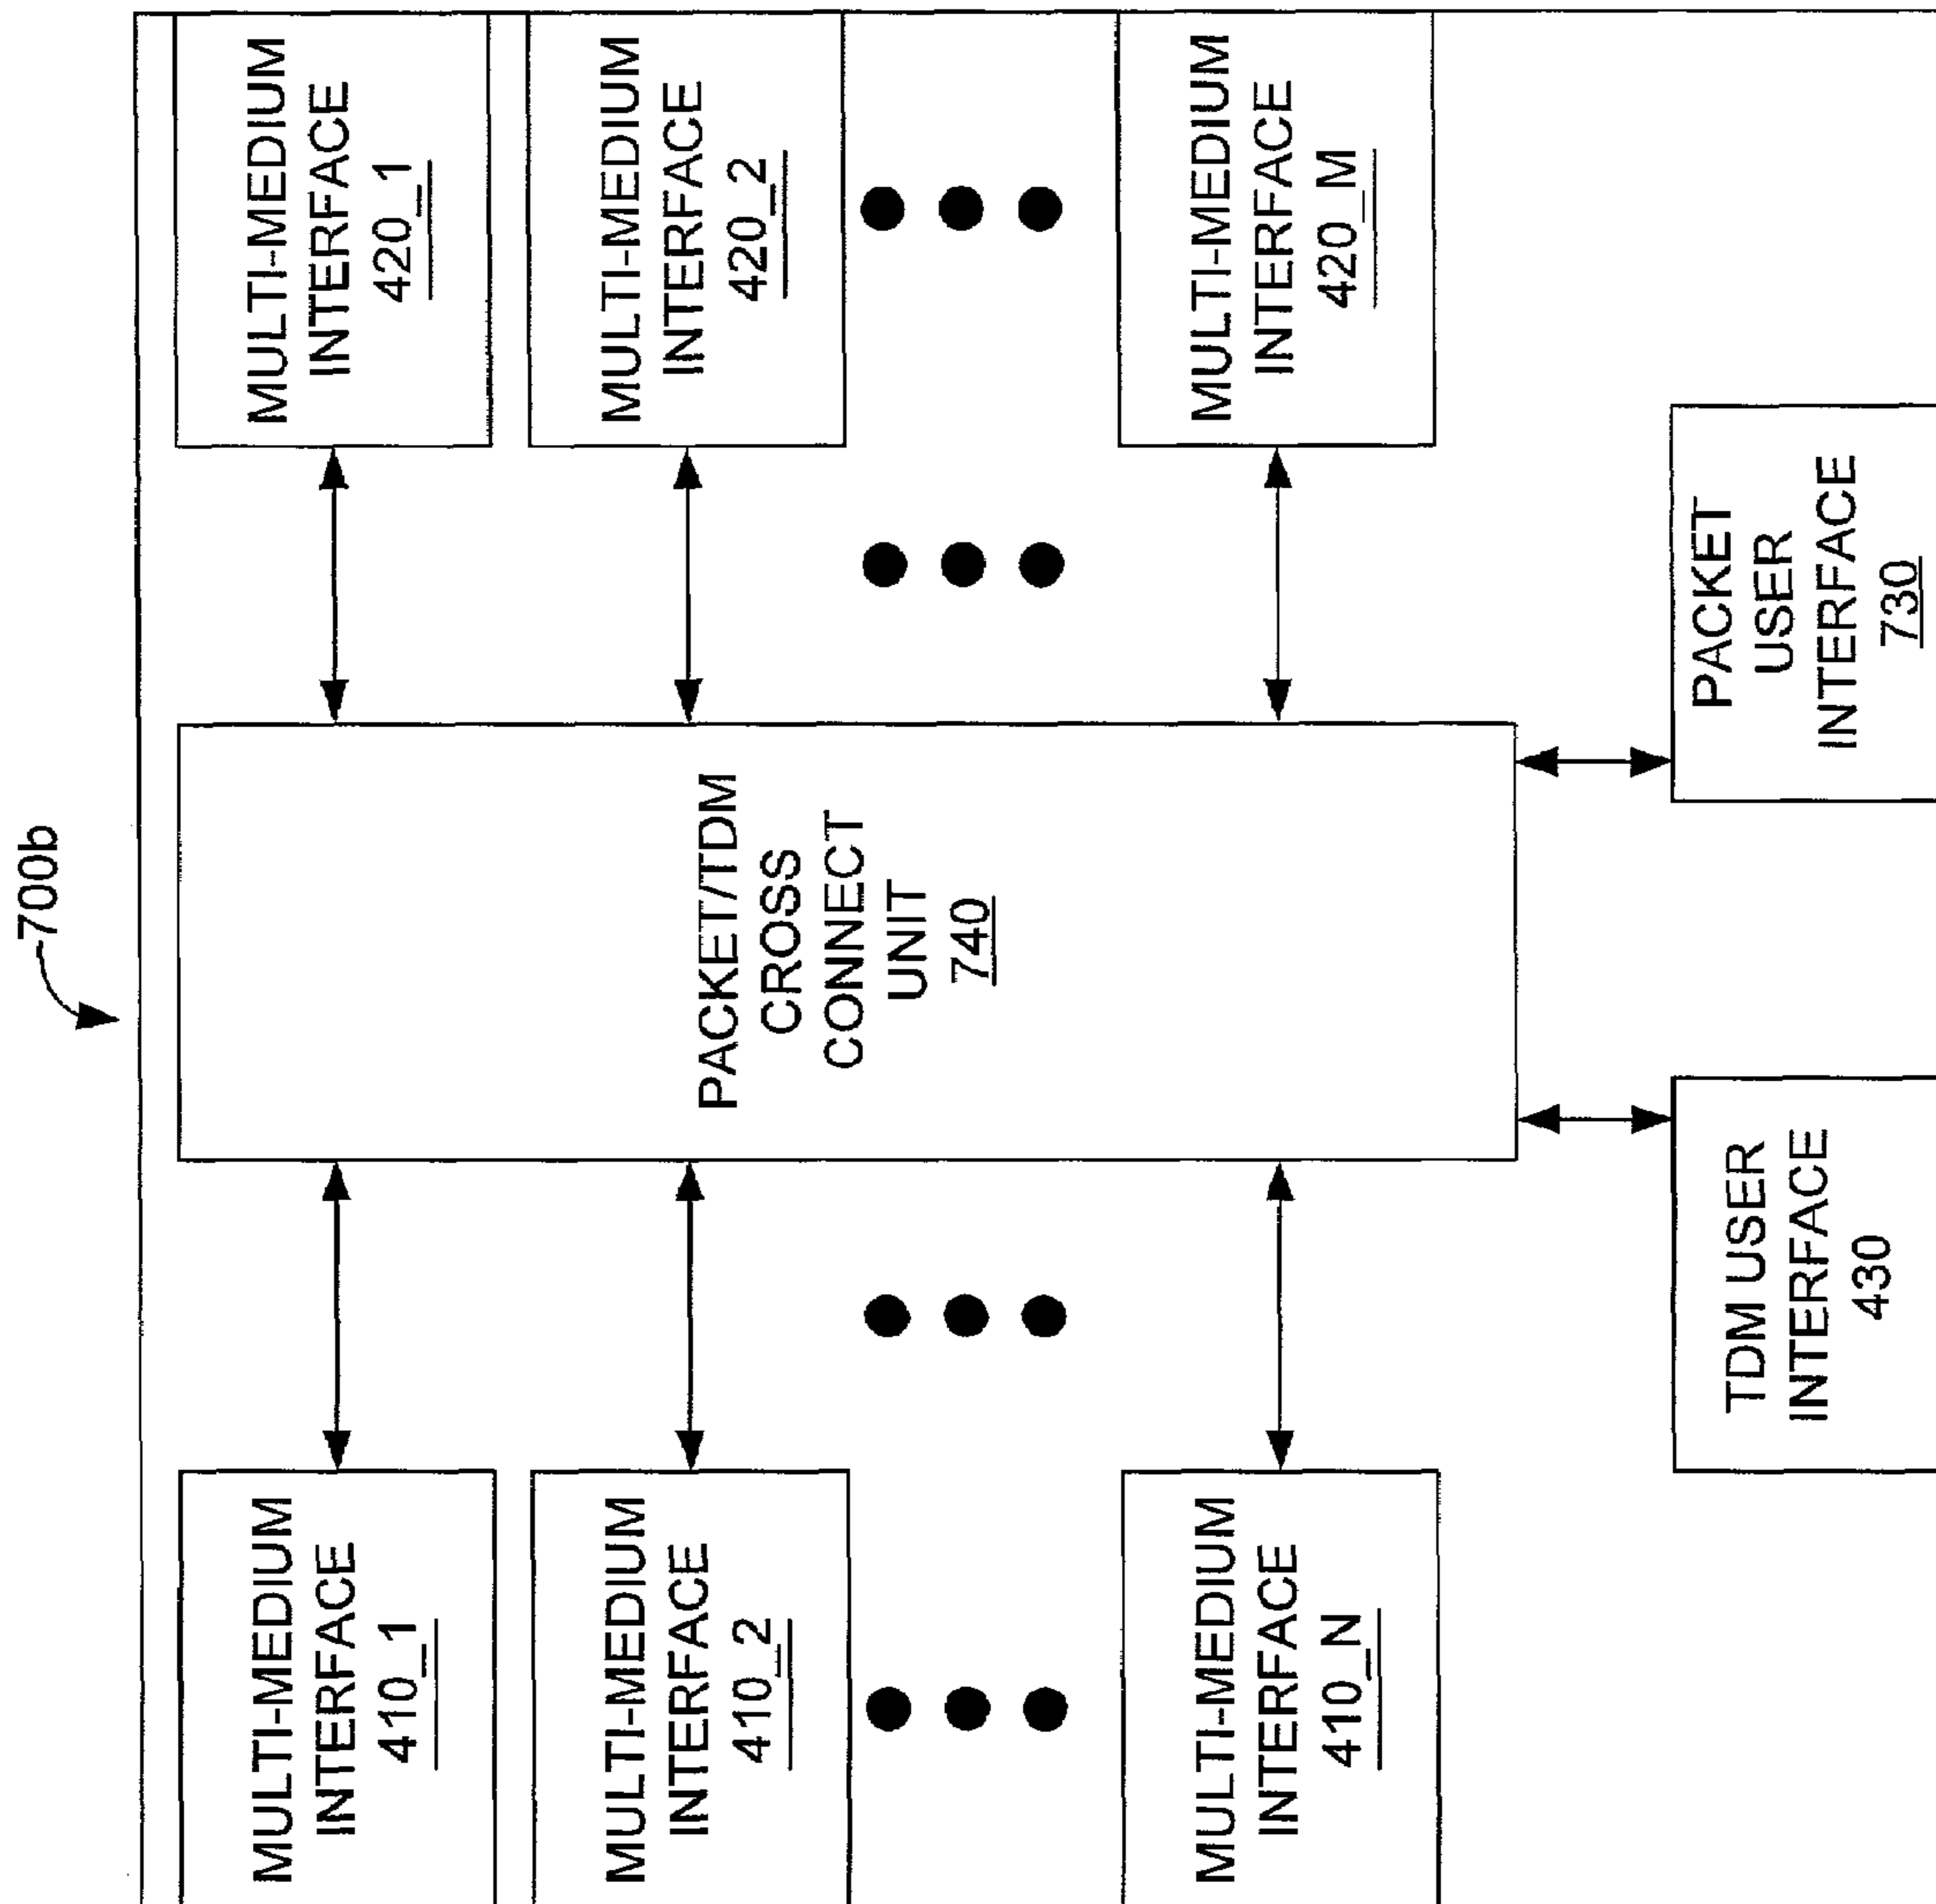 700b
MULTI-MEDIUM
INTERFACE
410_1
MULTI-MEDIUM
INTERFACE
410_2
MULTI-MEDIUM
INTERFACE
410_N
PACKET/TDM
CROSS
CONNECT
UNIT
740
MULTI-MEDIUM
INTERFACE
420_1
MULTI-MEDIUM
INTERFACE
420_2
MULTI-MEDIUM
INTERFACE
420_M
TDM USER
INTERFACE
430
PACKET
USER
INTERFACE
730